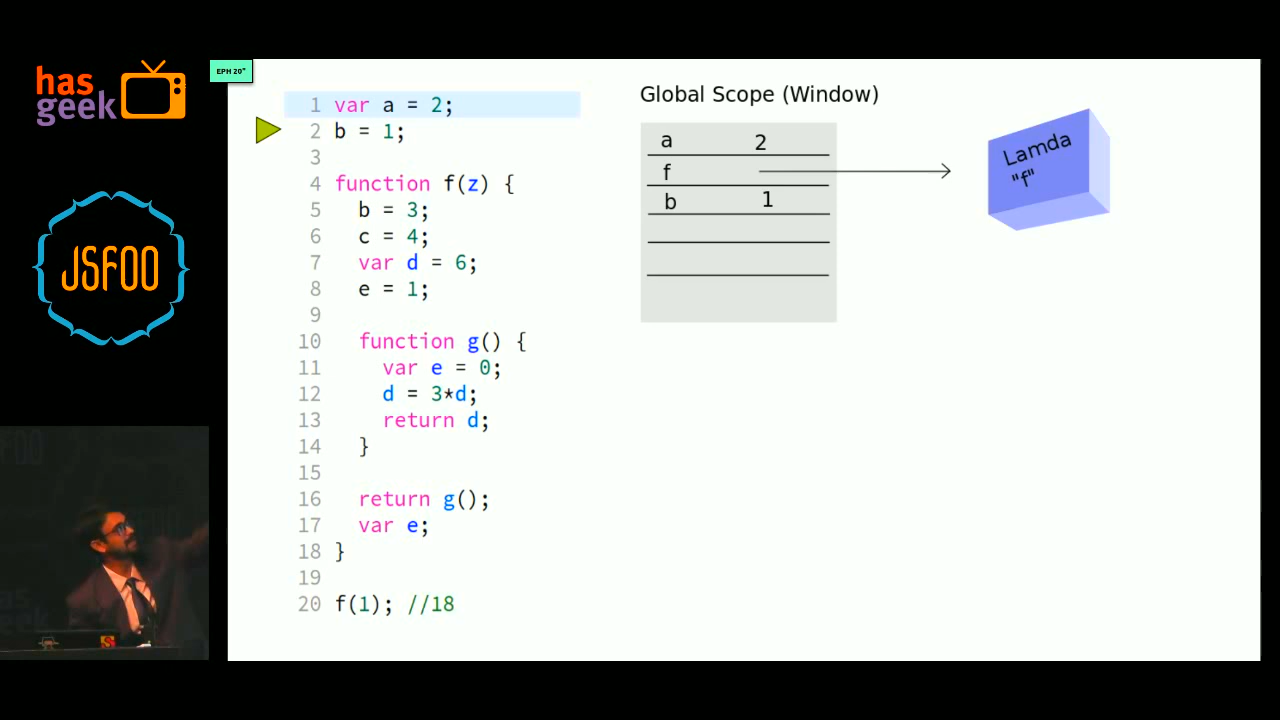 has
geek
EPH 20"
JSFOO
1 var a = 2;
2 b = 1;
3
4 function f(z) {
5   b = 3;
6   c = 4;
7   var d = 6;
8   e = 1;
9
10   function g() {
11     var e = 0;
12     d = 3*d;
13     return d;
14   }
15
16   return g();
17   var e;
18 }
19
20 f(1); //18
Global Scope (Window)
a 2
f
b 1
Lamda
"f"